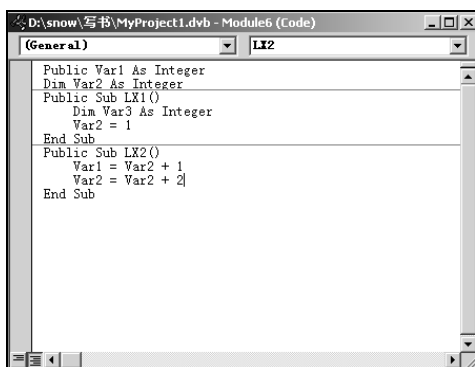 D:\snow\写书\MyProject1.dvb - Module6 (Code)
(General) LX2
Public Var1 As Integer
Dim Var2 As Integer
Public Sub LX1()
Dim Var3 As Integer
Var2 = 1
End Sub
Public Sub LX2()
Var1 = Var2 + 1
Var2 = Var2 + 2
End Sub